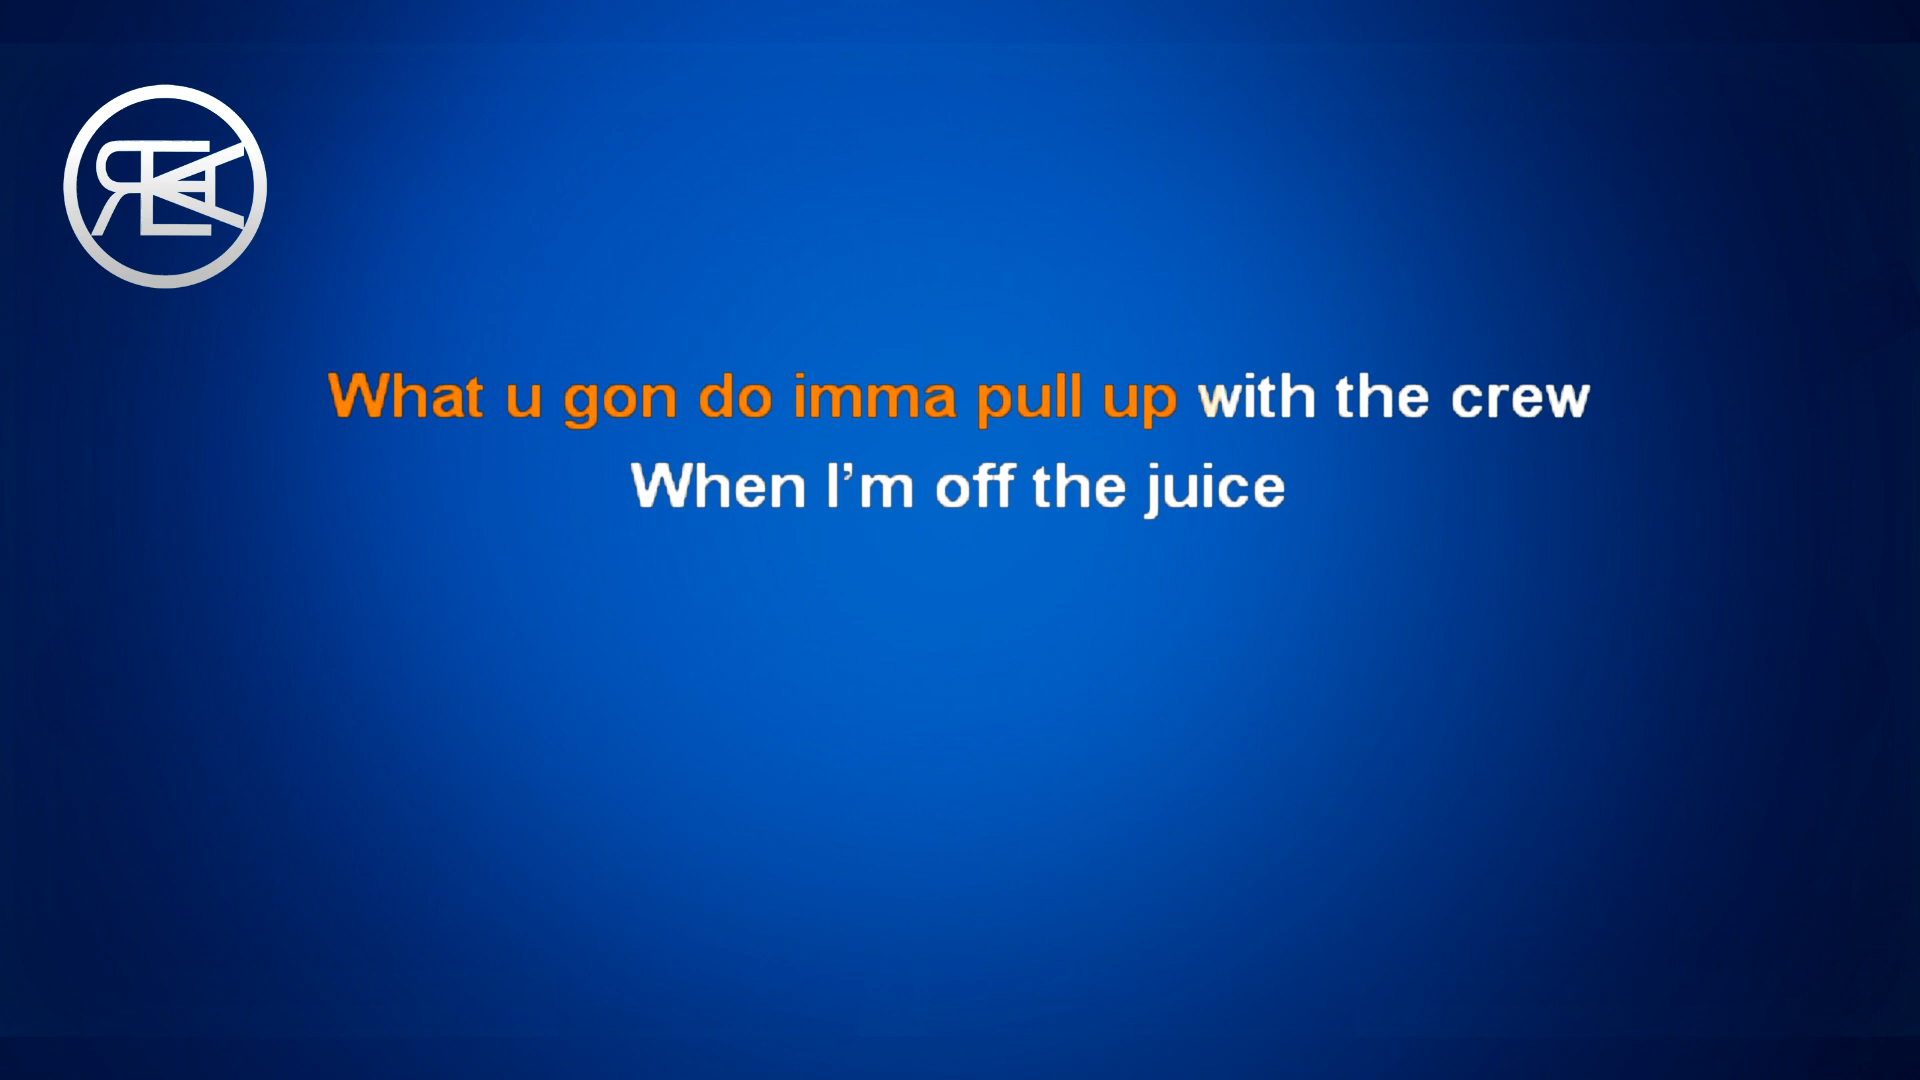 What u gon do imma pull up with the crew
When I’m off the juice